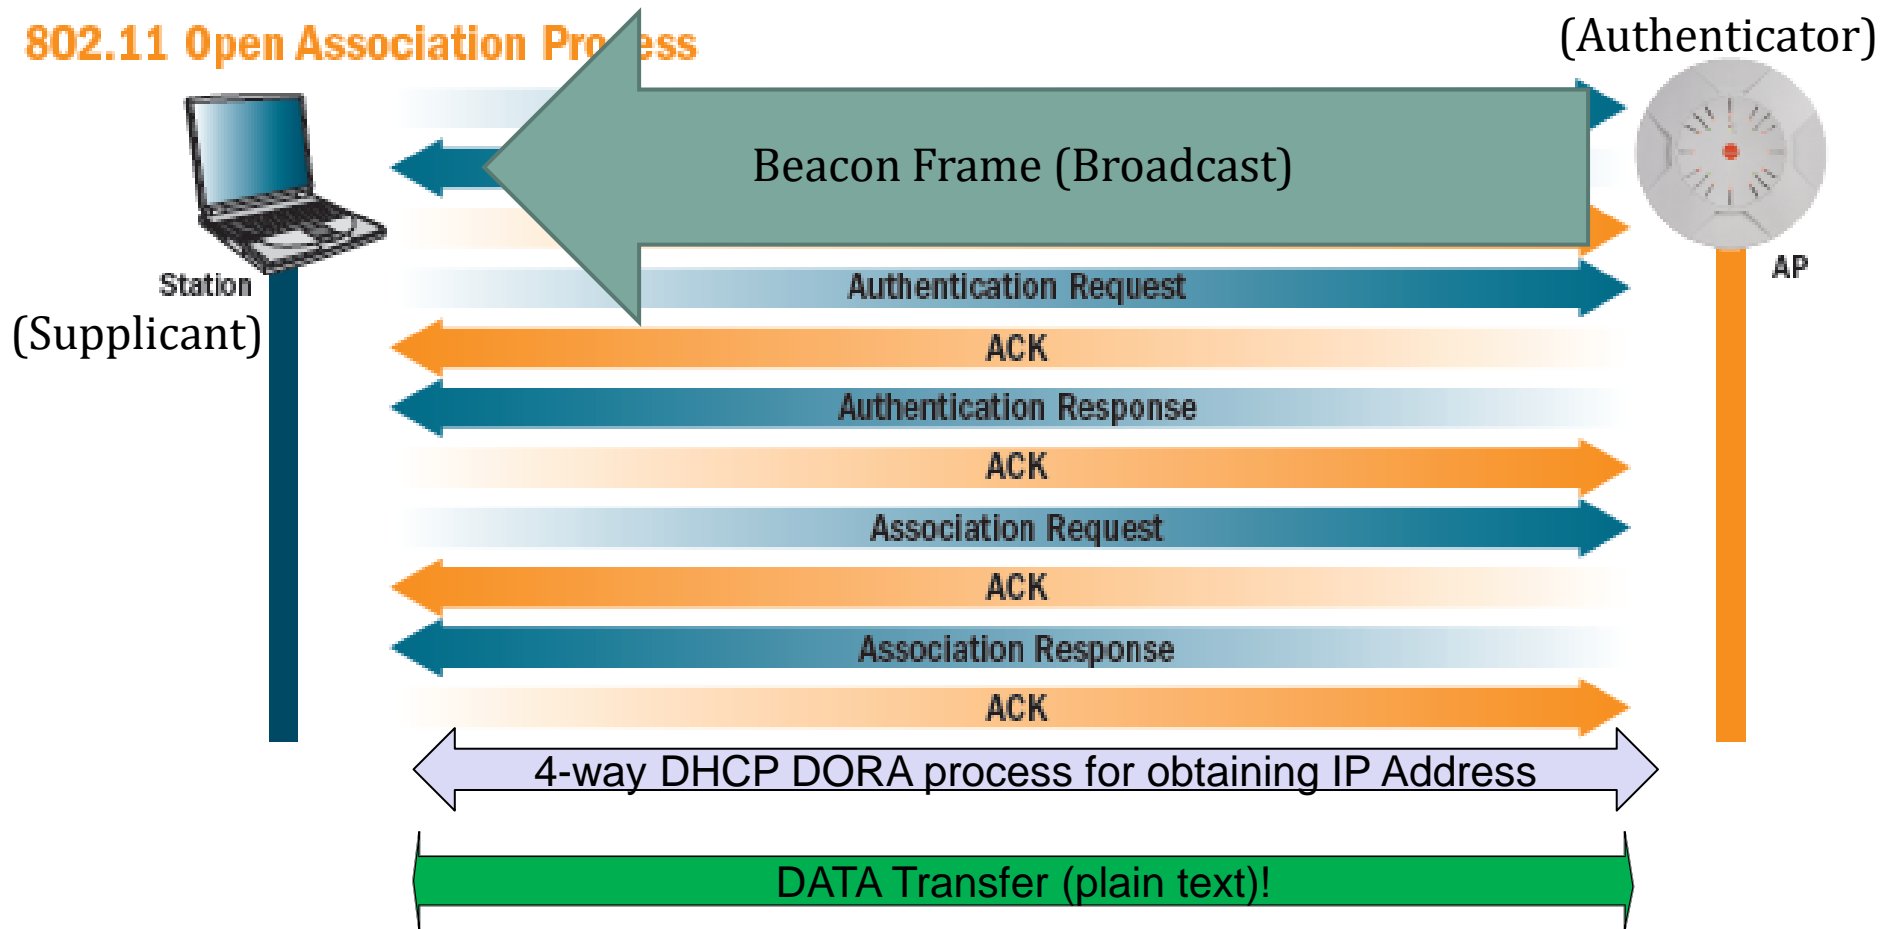 802.11 Open Association Pro ess
(Authenticator)
Beacon Frame (Broadcast)
Station
AP
(Supplicant)
Authentication Request
ACK
Authentication Response
ACK
Association Request
ACK
Association Response
ACK
4-way DHCP DORA process for obtaining IP Address
DATA Transfer (plain text)!